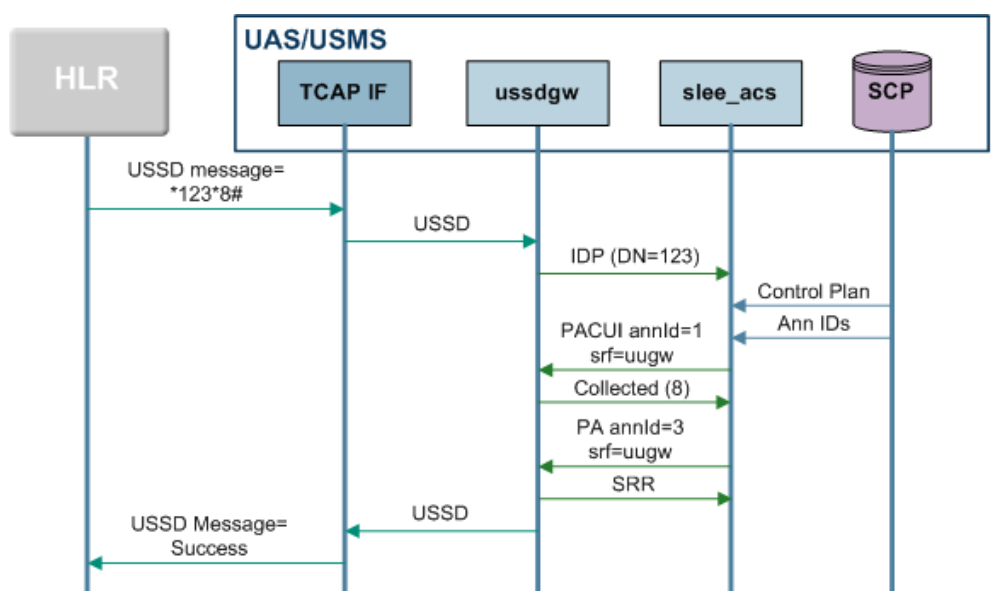 UAS/USMS
HLR
TCAP IF
ussdgw
slee_acs
SCP
USSD message=
*123*8#
USSD
IDP (DN=123)
Control Plan
Ann IDs
PACUI annId=1
srf=uugw
Collected (8)
PA annId=3
srf=uugw
SRR
USSD
USSD Message=
Success